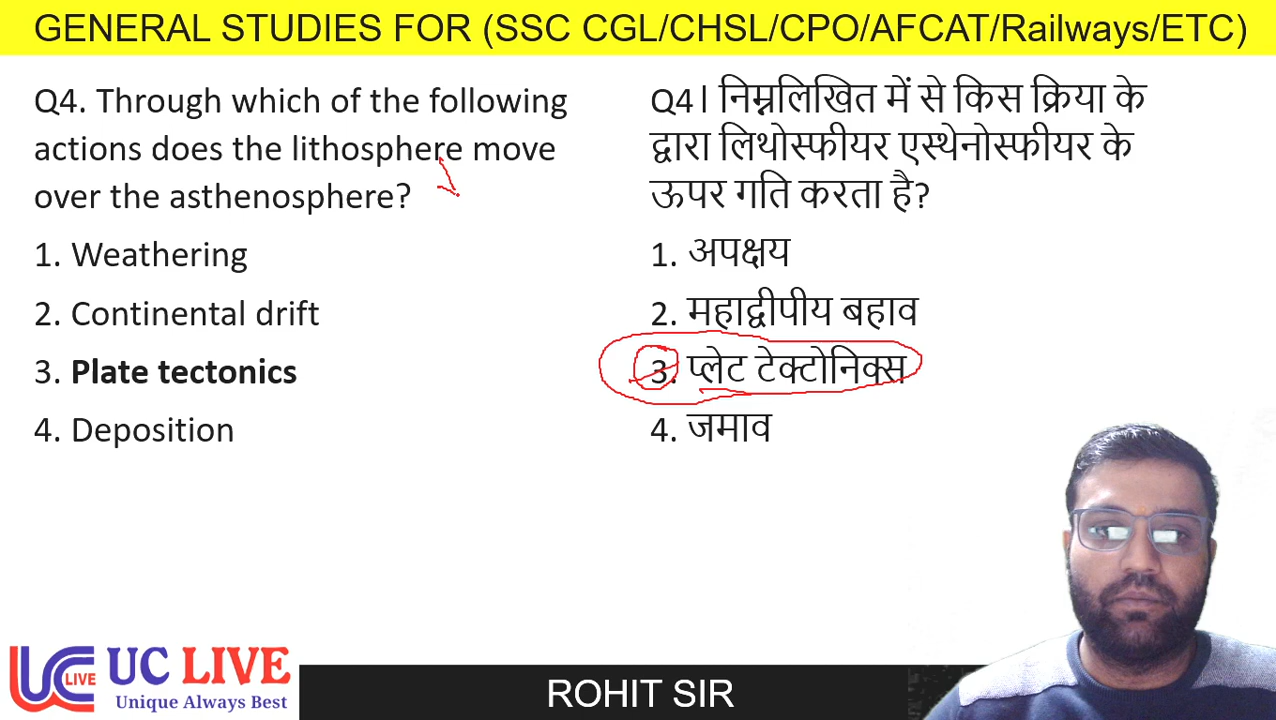 GENERAL STUDIES FOR (SSC CGL/CHSL/CPO/AFCAT/Railways/ETC)
Q4. Through which of the following
actions does the lithosphere move
over the asthenosphere?
1. Weathering
2. Continental drift
3. Plate tectonics
4. Deposition
Q4। निम्नलिखित में से किस क्रिया के
द्वारा लिथोस्फीयर एस्थेनोस्फीयर के
ऊपर गति करता है?
1. अपक्षय
2. महाद्वीपीय बहाव
3. प्लेट टेक्टोनिक्स
4. जमाव
UC LIVE UC LIVE
Unique Always Best
ROHIT SIR